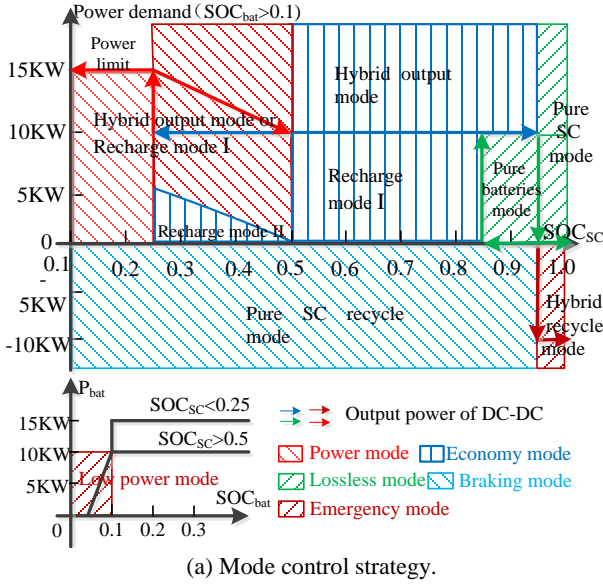 Power demand（SOCbat>0.1）
Power
limit
15KW
Hybrid output
mode
Pure
SC
mode
Hybrid output mode or
Recharge mode I
10KW
Recharge
mode I
Pure
batteries
mode
5KW
Recharge mode II
0
SOCSC
0.1 0.2 0.3 0.4 0.5 0.6 0.7 0.8 0.9 1.0
-
5KW
Pure SC recycle
mode
Hybrid
recycle
mode
-10KW
Pbat
SOCSC<0.25
15KW
SOCSC>0.5
10KW
Low power mode
5KW
SOCbat
0 0.1 0.2 0.3
Output power of DC-DC
Power mode Economy mode
Lossless mode Braking mode
Emergency mode
(a) Mode control strategy.